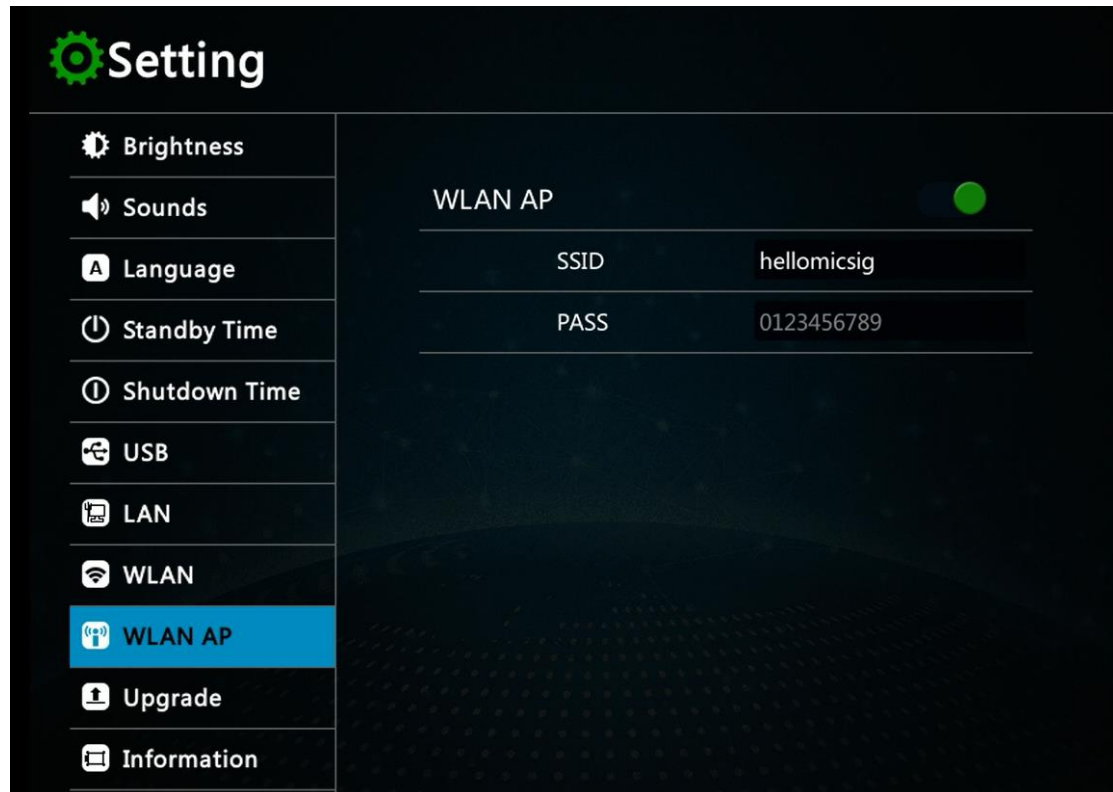 Setting
Brightness
Sounds
A Language
Standby Time
Shutdown Time
USB
LAN
WLAN
WLAN AP
Upgrade
Information
WLAN AP
SSID hellomicsig
PASS 0123456789